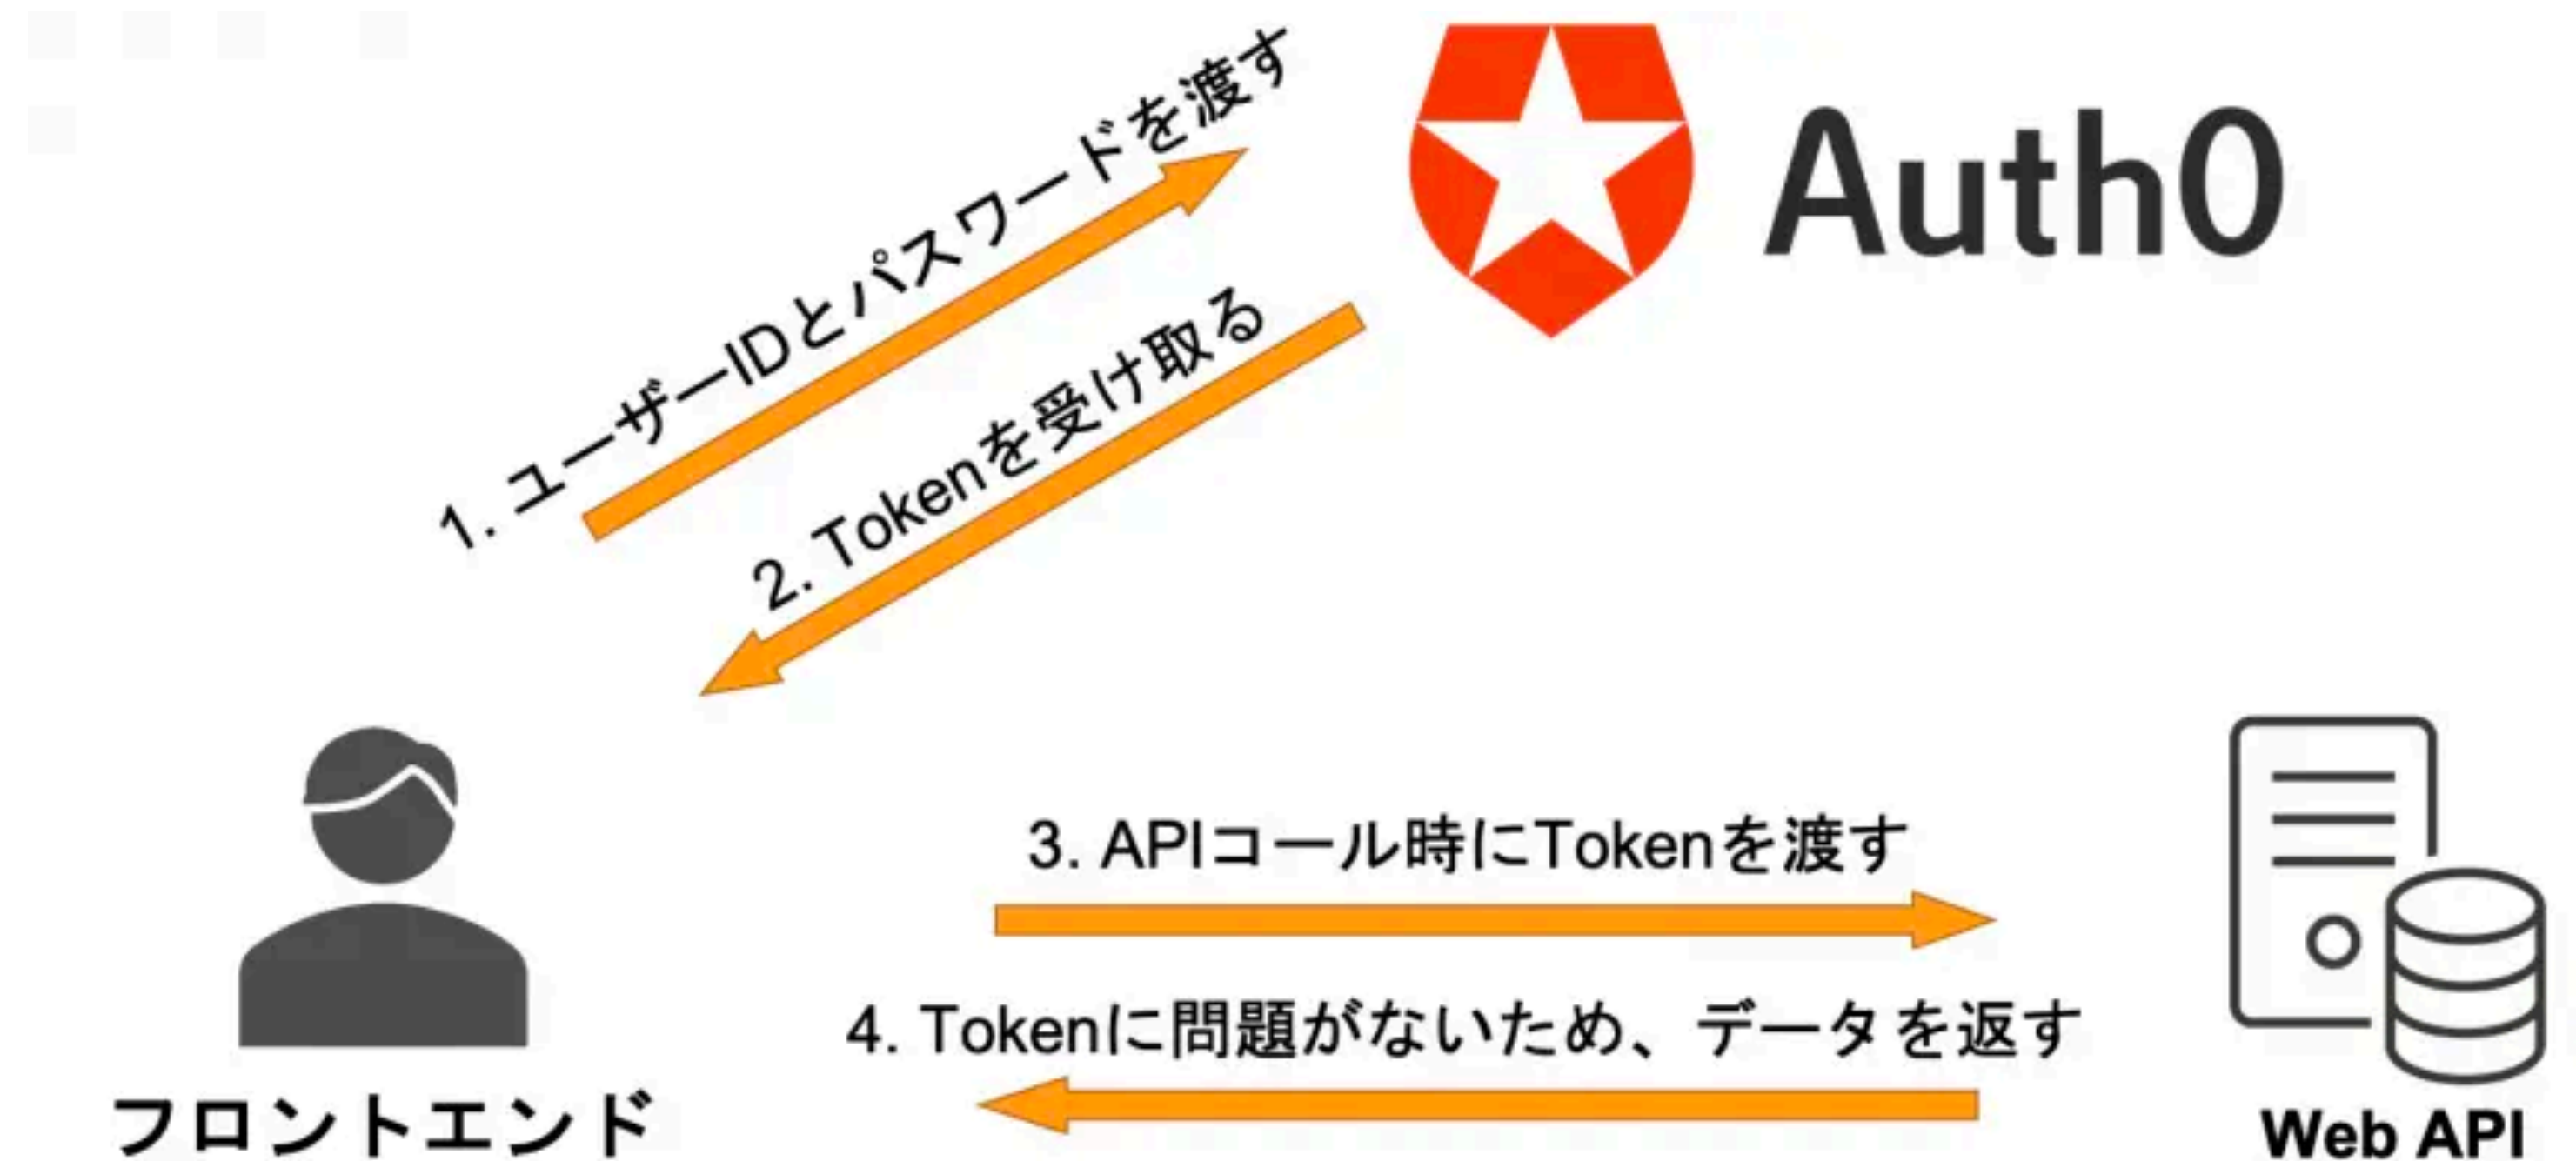 1. ユーザーIDとパスワードを渡す
Auth0
2. Tokenを受け取る
3. APIコール時にTokenを渡す
4. Tokenに問題がないため、データを返す
フロントエンド
Web API